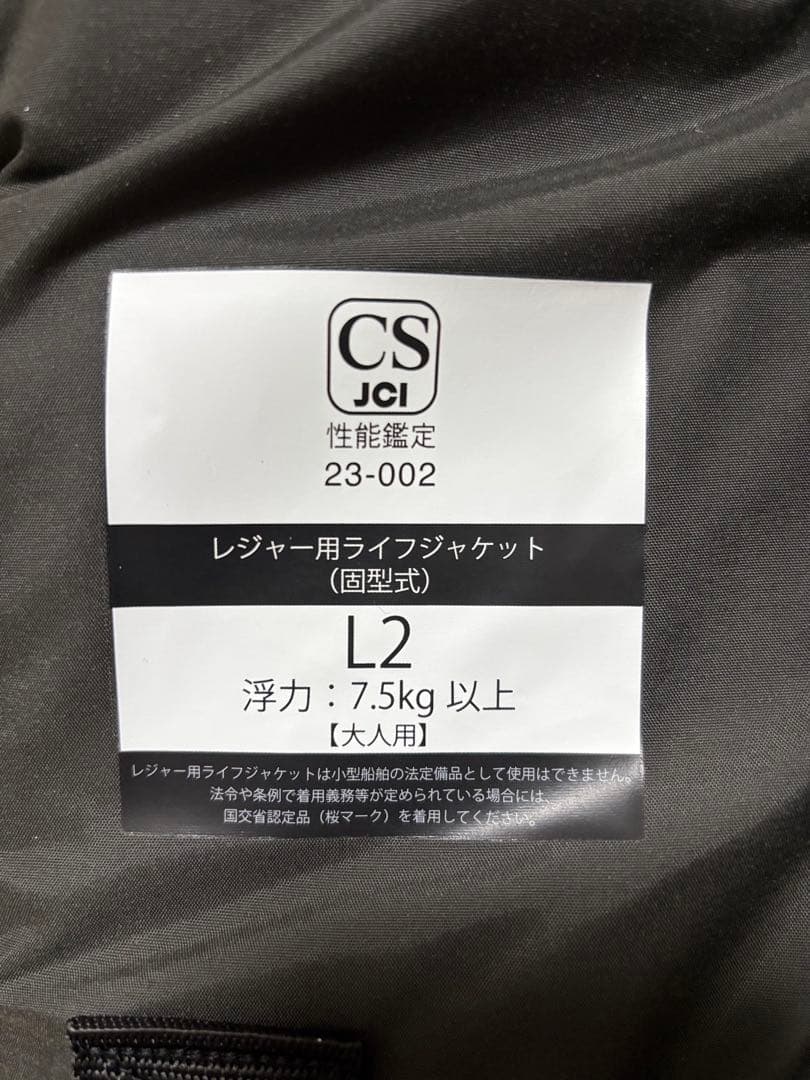 CS
JCI
性能鑑定
23-002
レジャー用ライフジャケット
（固型式）
L2
浮力：7.5kg 以上
【大人用】
レジャー用ライフジャケットは小型船舶の法定備品として使用はできません。
法令や条例で着用義務等が定められている場合には、
国交省認定品（桜マーク）を着用してください。